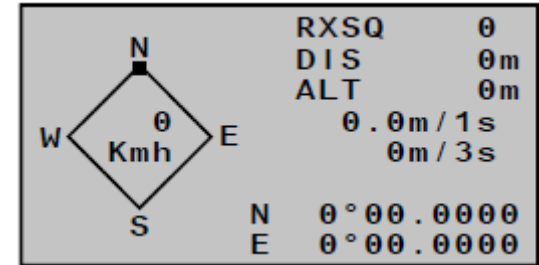 RXSQ 0
N
DIS 0m
ALT 0m
0 0.0m/1s
W E
Kmh 0m/3s
S
N 0°00.0000
E 0°00.0000